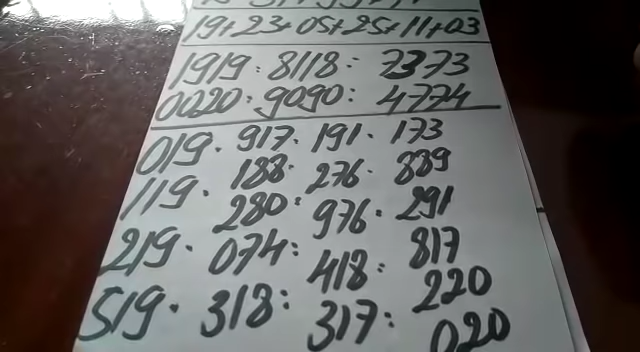 19+23+05+25+11+03
1919: 8118: 7373
0020: 9090: 4774
019. 917. 191. 173
119. 188. 276. 889
219. 280: 976. 291
519. 074: 418: 817
318: 317: 220
020